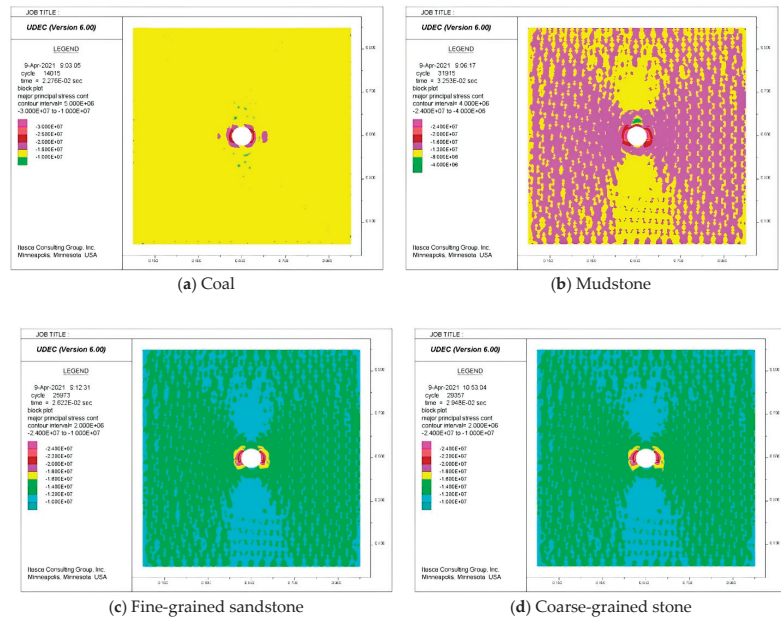 JOB TITLE :
UDEC (Version 6.00)
LEGEND
9-Apr-2021 9:03:05
cycle 14015
time = 2.276E-02 sec
block plot
major principal stress cont
contour interval= 5.000E+06
-3.000E+07 to -1.000E+07
-3.000E+07
-2.500E+07
-2.000E+07
-1.500E+07
-1.000E+07
Itasca Consulting Group, Inc.
Minneapolis, Minnesota USA
(a) Coal
JOB TITLE :
UDEC (Version 6.00)
LEGEND
9-Apr-2021 9:06:17
cycle 31915
time = 3.253E-02 sec
block plot
major principal stress cont
contour interval= 4.000E+06
-2.400E+07 to -4.000E+06
-2.400E+07
-2.000E+07
-1.600E+07
-1.200E+07
-8.000E+06
-4.000E+06
Itasca Consulting Group, Inc.
Minneapolis, Minnesota USA
(b) Mudstone
JOB TITLE :
UDEC (Version 6.00)
LEGEND
9-Apr-2021 9:12:31
cycle 25973
time = 2.622E-02 sec
block plot
major principal stress cont
contour interval= 2.000E+06
-2.400E+07 to -1.000E+07
-2.400E+07
-2.200E+07
-2.000E+07
-1.800E+07
-1.600E+07
-1.400E+07
-1.200E+07
-1.000E+07
Itasca Consulting Group, Inc.
Minneapolis, Minnesota USA
(c) Fine-grained sandstone
JOB TITLE :
UDEC (Version 6.00)
LEGEND
9-Apr-2021 10:53:04
cycle 29357
time = 2.948E-02 sec
block plot
major principal stress cont
contour interval= 2.000E+06
-2.400E+07 to -1.000E+07
-2.400E+07
-2.200E+07
-2.000E+07
-1.800E+07
-1.600E+07
-1.400E+07
-1.200E+07
-1.000E+07
Itasca Consulting Group, Inc.
Minneapolis, Minnesota USA
(d) Coarse-grained stone